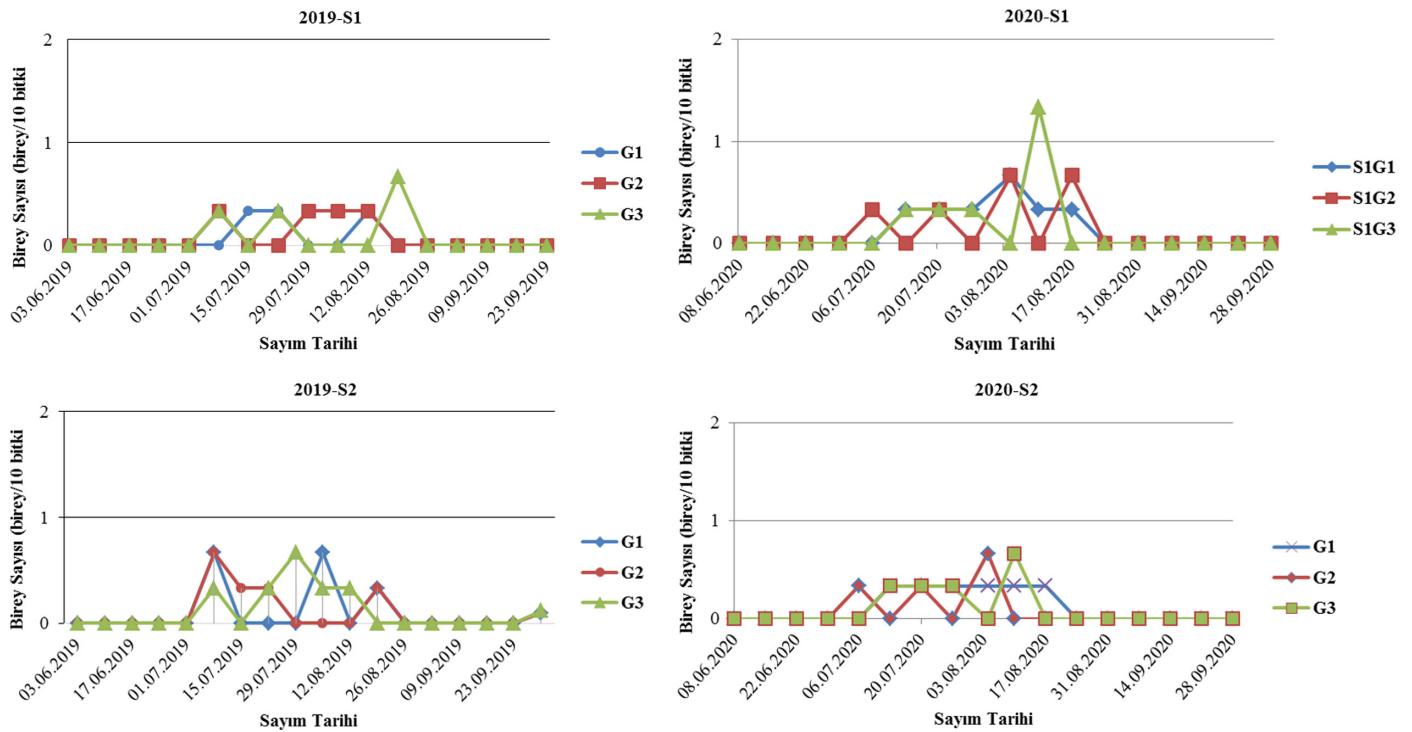 2019-S1
Birey Sayısı (birey/10 bitki
2
1
0
03.06.2019
17.06.2019
01.07.2019
15.07.2019
29.07.2019
12.08.2019
26.08.2019
09.09.2019
23.09.2019
Sayım Tarihi
G1
G2
G3
2020-S1
Birey Sayısı (birey/10 bitki
2
1
0
08.06.2020
22.06.2020
06.07.2020
20.07.2020
03.08.2020
17.08.2020
31.08.2020
14.09.2020
28.09.2020
Sayım Tarihi
S1G1
S1G2
S1G3
2019-S2
Birey Sayısı (birey/10 bitki
2
1
0
03.06.2019
17.06.2019
01.07.2019
15.07.2019
29.07.2019
12.08.2019
26.08.2019
09.09.2019
23.09.2019
Sayım Tarihi
G1
G2
G3
2020-S2
Birey Sayısı (birey/10 bitki
2
1
0
08.06.2020
22.06.2020
06.07.2020
20.07.2020
03.08.2020
17.08.2020
31.08.2020
14.09.2020
28.09.2020
Sayım Tarihi
G1
G2
G3